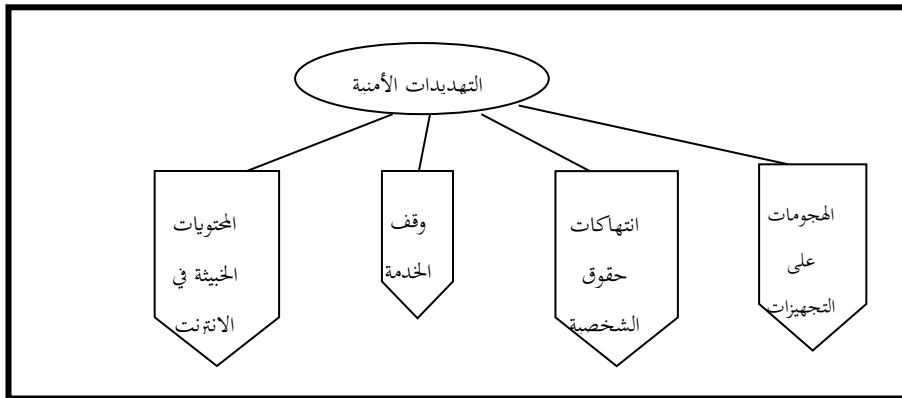 التهديدات الأمنية
الهجومات
على
التجهيزات
انتهاكات
حقوق
الشخصية
وقف
الخدمة
المحتويات
الخبيثة في
الانترنت